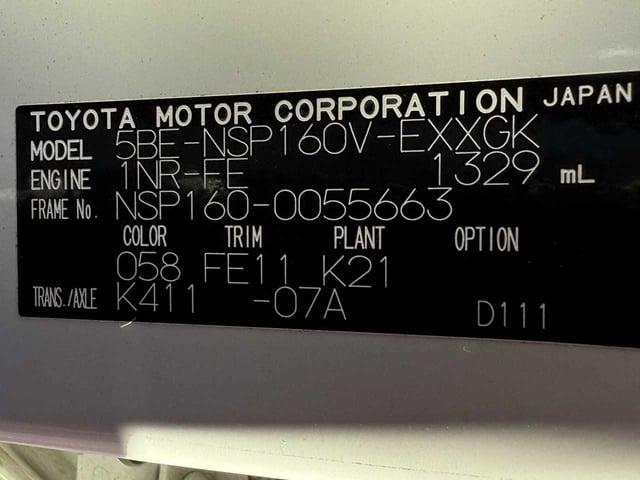 TOYOTA MOTOR CORPORATION JAPAN
MODEL 5BE-NSP160V-EXXGK
ENGINE 1NR-FE 1329 mL
FRAME No. NSP160-0055663
COLOR TRIM PLANT OPTION
058 FE11 K21
TRANS./AXLE K411 -07A
D111